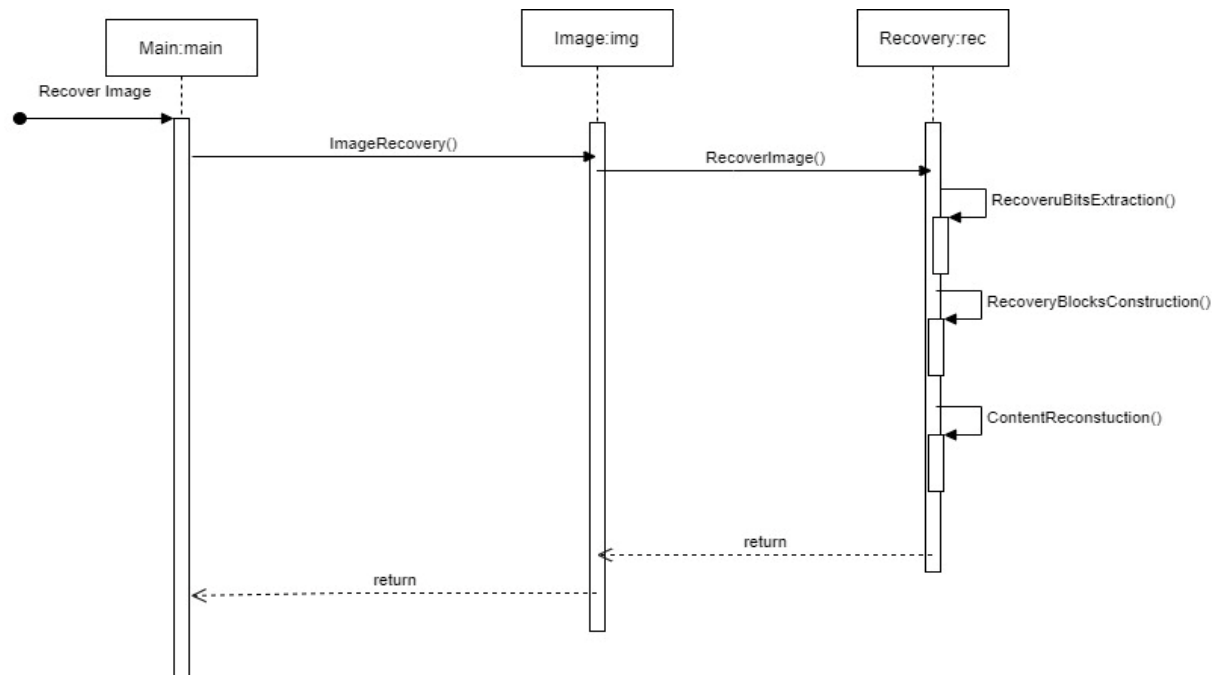 Main:main
Image:img
Recovery:rec
Recover Image
ImageRecovery()
RecoverImage()
RecoveruBitsExtraction()
RecoveryBlocksConstruction()
ContentReconstuction()
return
return